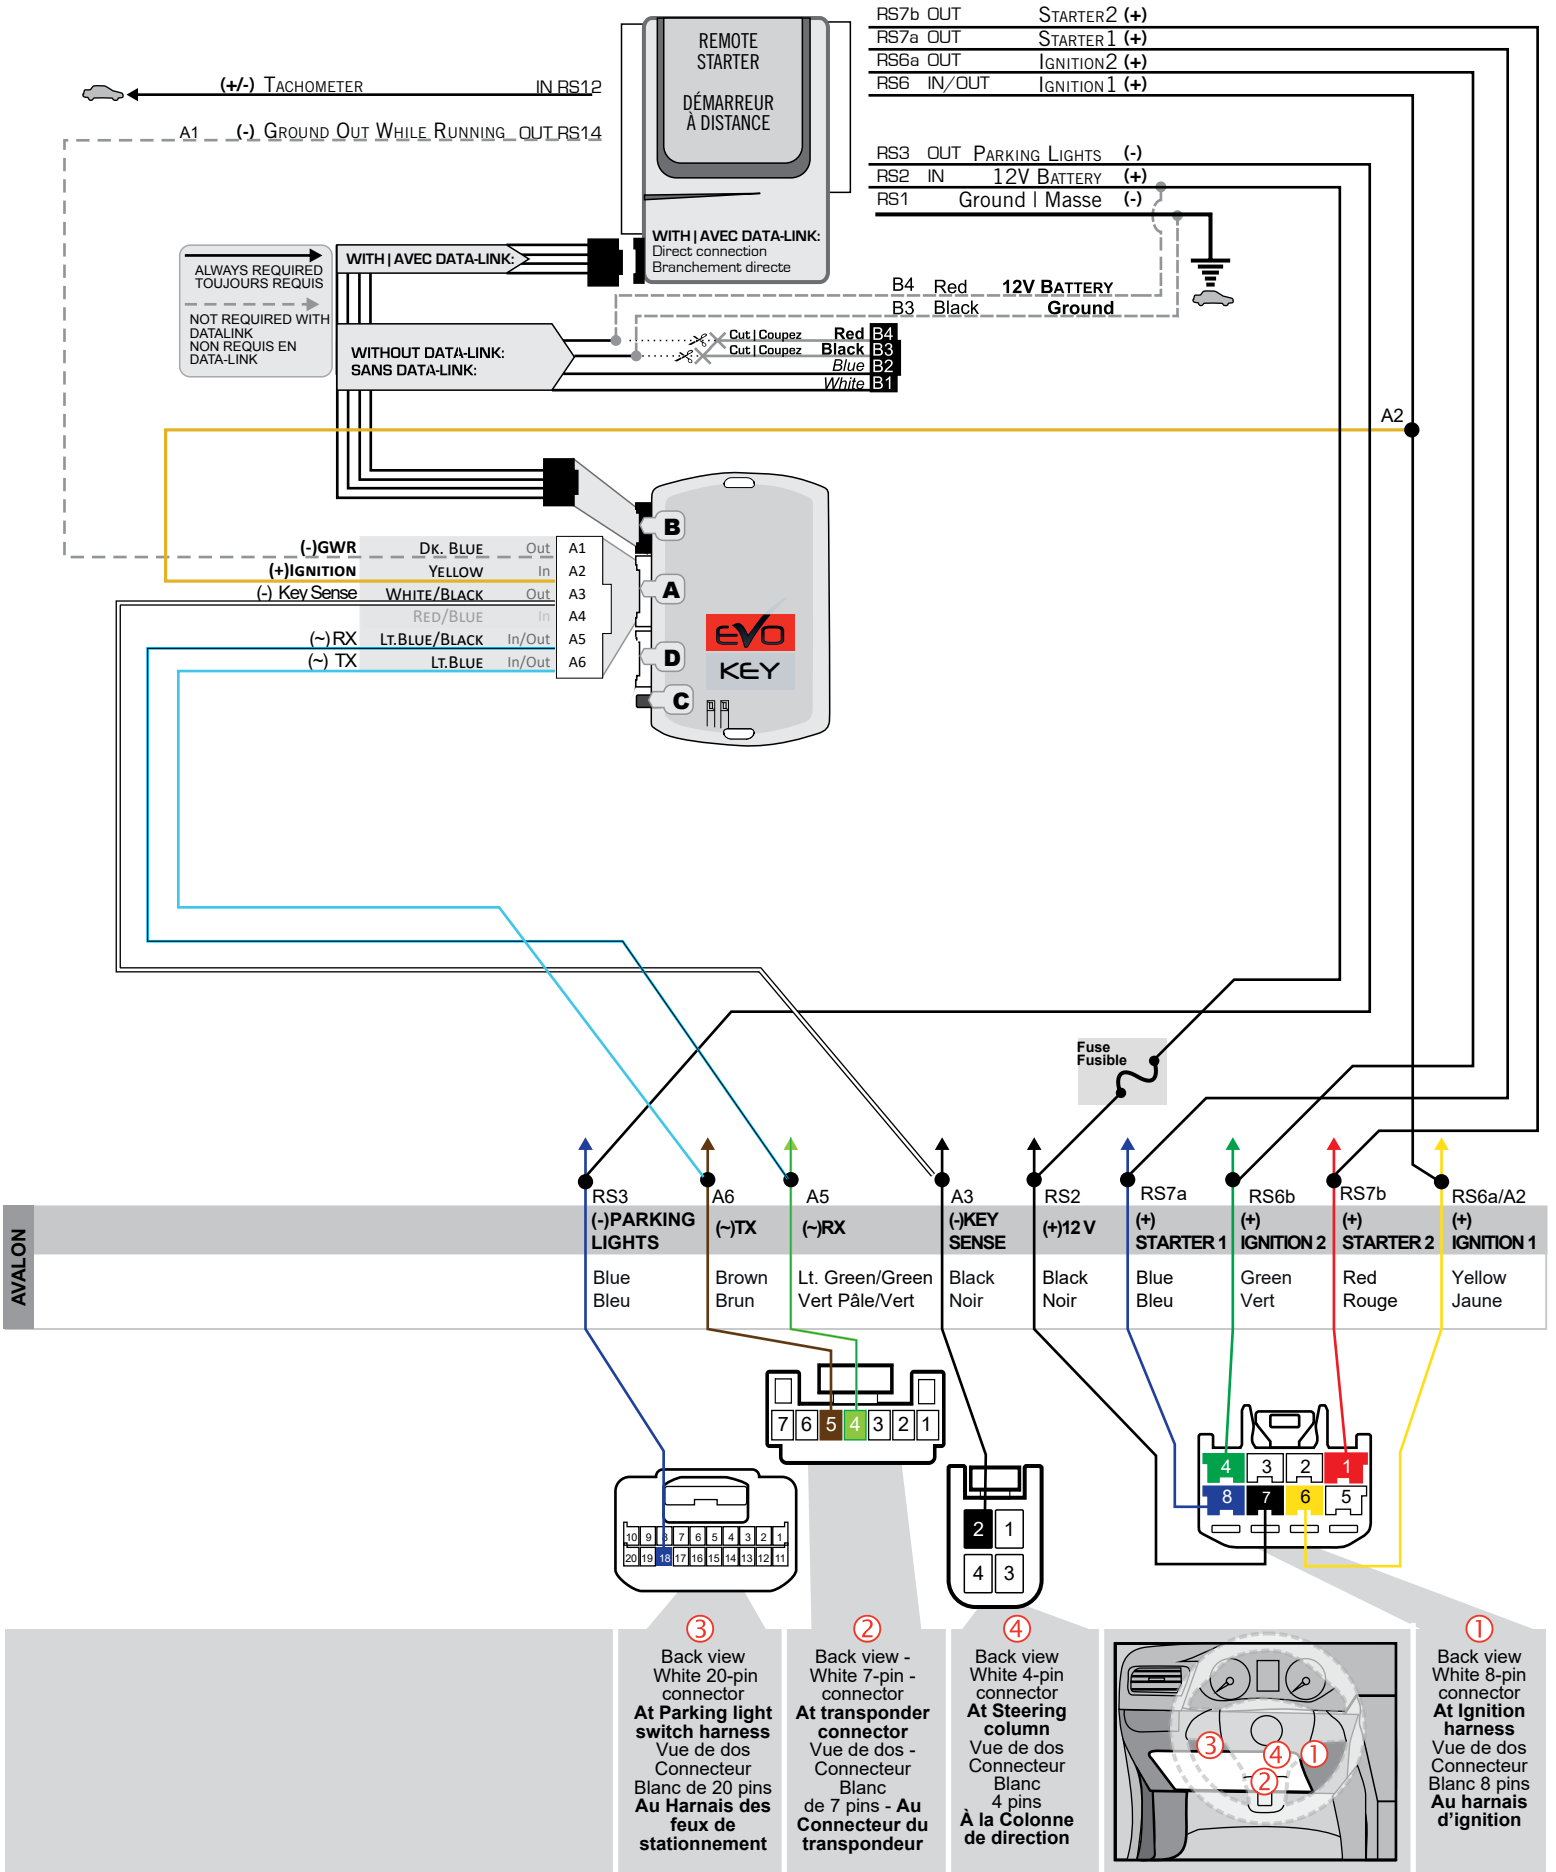 RS7b OUT STARTER2 (+)
RS7a OUT STARTER1 (+)
RS6a OUT IGNITION2 (+)
RS6 IN/OUT IGNITION1 (+)
REMOTE
STARTER
DÉMARREUR
À DISTANCE
(+/-) TACHOMETER IN RS12
A1 (-) GROUND OUT WHILE RUNNING OUT RS14
RS3 OUT PARKING LIGHTS (-)
RS2 IN 12V BATTERY (+)
RS1 Ground | Masse (-)
WITH | AVEC DATA-LINK:
Direct connection
Branchement directe
ALWAYS REQUIRED
TOUJOURS REQUIS
NOT REQUIRED WITH
DATALINK
NON REQUIS EN
DATA-LINK
WITH | AVEC DATA-LINK:
B4 Red 12V BATTERY
B3 Black Ground
WITHOUT DATA-LINK:
SANS DATA-LINK:
Cut | Coupez Red B4
Cut | Coupez Black B3
Blue B2
White B1
A2
B
A
D
C
EVO
KEY
(-)GWR DK. BLUE Out A1
(+)IGNITION YELLOW In A2
(-) Key Sense WHITE/BLACK Out A3
RED/BLUE In A4
(~) RX LT.BLUE/BLACK In/Out A5
(~) TX LT.BLUE In/Out A6
Fuse
Fusible
RS3 A6 A5 A3 RS2 RS7a RS6b RS7b RS6a/A2
AVALON
(-)PARKING
LIGHTS
(~)TX
(~)RX
(-)KEY
SENSE
(+)12 V
(+)
STARTER 1
(+)
IGNITION 2
(+)
STARTER 2
(+)
IGNITION 1
Blue
Bleu
Brown
Brun
Lt. Green/Green
Vert Pâle/Vert
Black
Noir
Black
Noir
Blue
Bleu
Green
Vert
Red
Rouge
Yellow
Jaune
7 6 5 4 3 2 1
4 3 2 1
8 7 6 5
2 1
4 3
10 9 8 7 6 5 4 3 2 1
20 19 18 17 16 15 14 13 12 11
3
Back view
White 20-pin
connector
At Parking light
switch harness
Vue de dos
Connecteur
Blanc de 20 pins
Au Harnais des
feux de
stationnement
2
Back view -
White 7-pin -
connector
At transponder
connector
Vue de dos -
Connecteur
Blanc
de 7 pins - Au
Connecteur du
transpondeur
4
Back view
White 4-pin
connector
At Steering
column
Vue de dos
Connecteur
Blanc
4 pins
À la Colonne
de direction
3
4
1
2
1
Back view
White 8-pin
connector
At Ignition
harness
Vue de dos
Connecteur
Blanc 8 pins
Au harnais
d'ignition